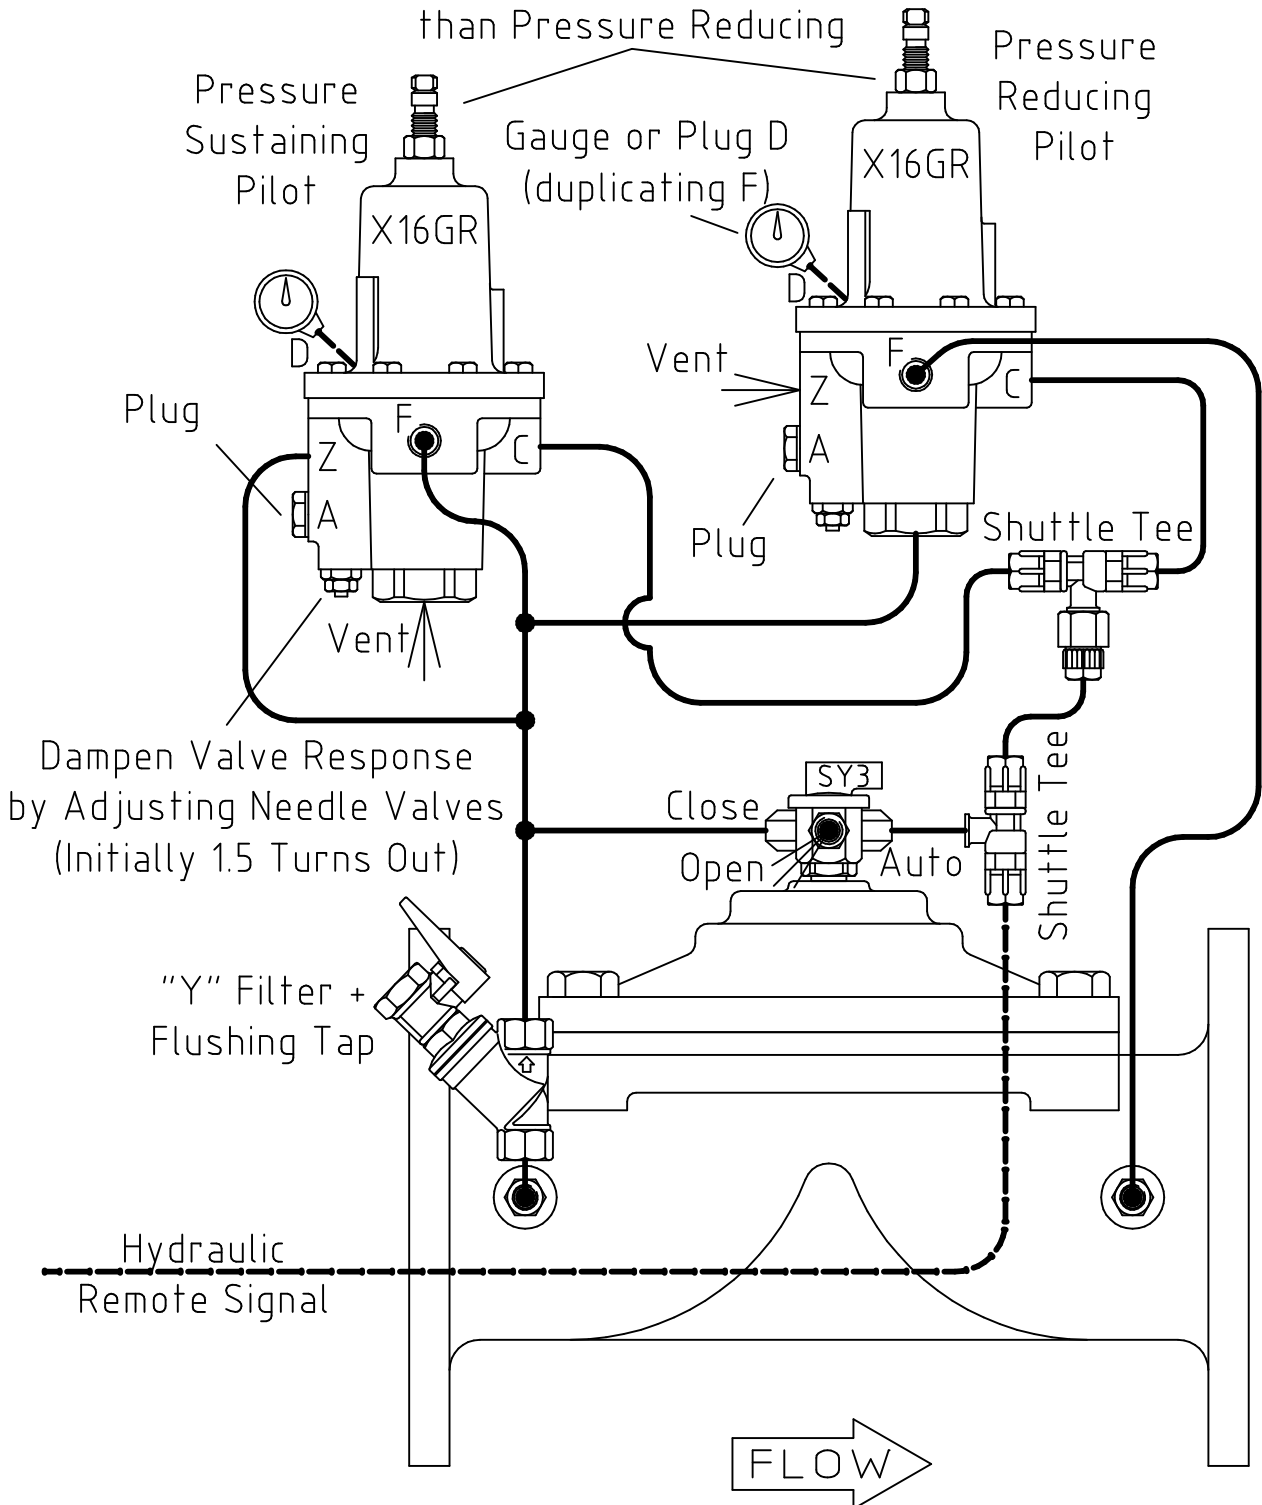 than Pressure Reducing
Pressure
Sustaining
Pilot
Pressure
Reducing
Pilot
Gauge or Plug D
(duplicating F)
X16GR
X16GR
D
D
Vent
F
C
Z
A
Plug
F
C
Z
A
Plug
Shuttle Tee
Vent
Dampen Valve Response
by Adjusting Needle Valves
(Initially 1.5 Turns Out)
SY3
Close
Open
Auto
Shuttle Tee
"Y" Filter +
Flushing Tap
Hydraulic
Remote Signal
FLOW